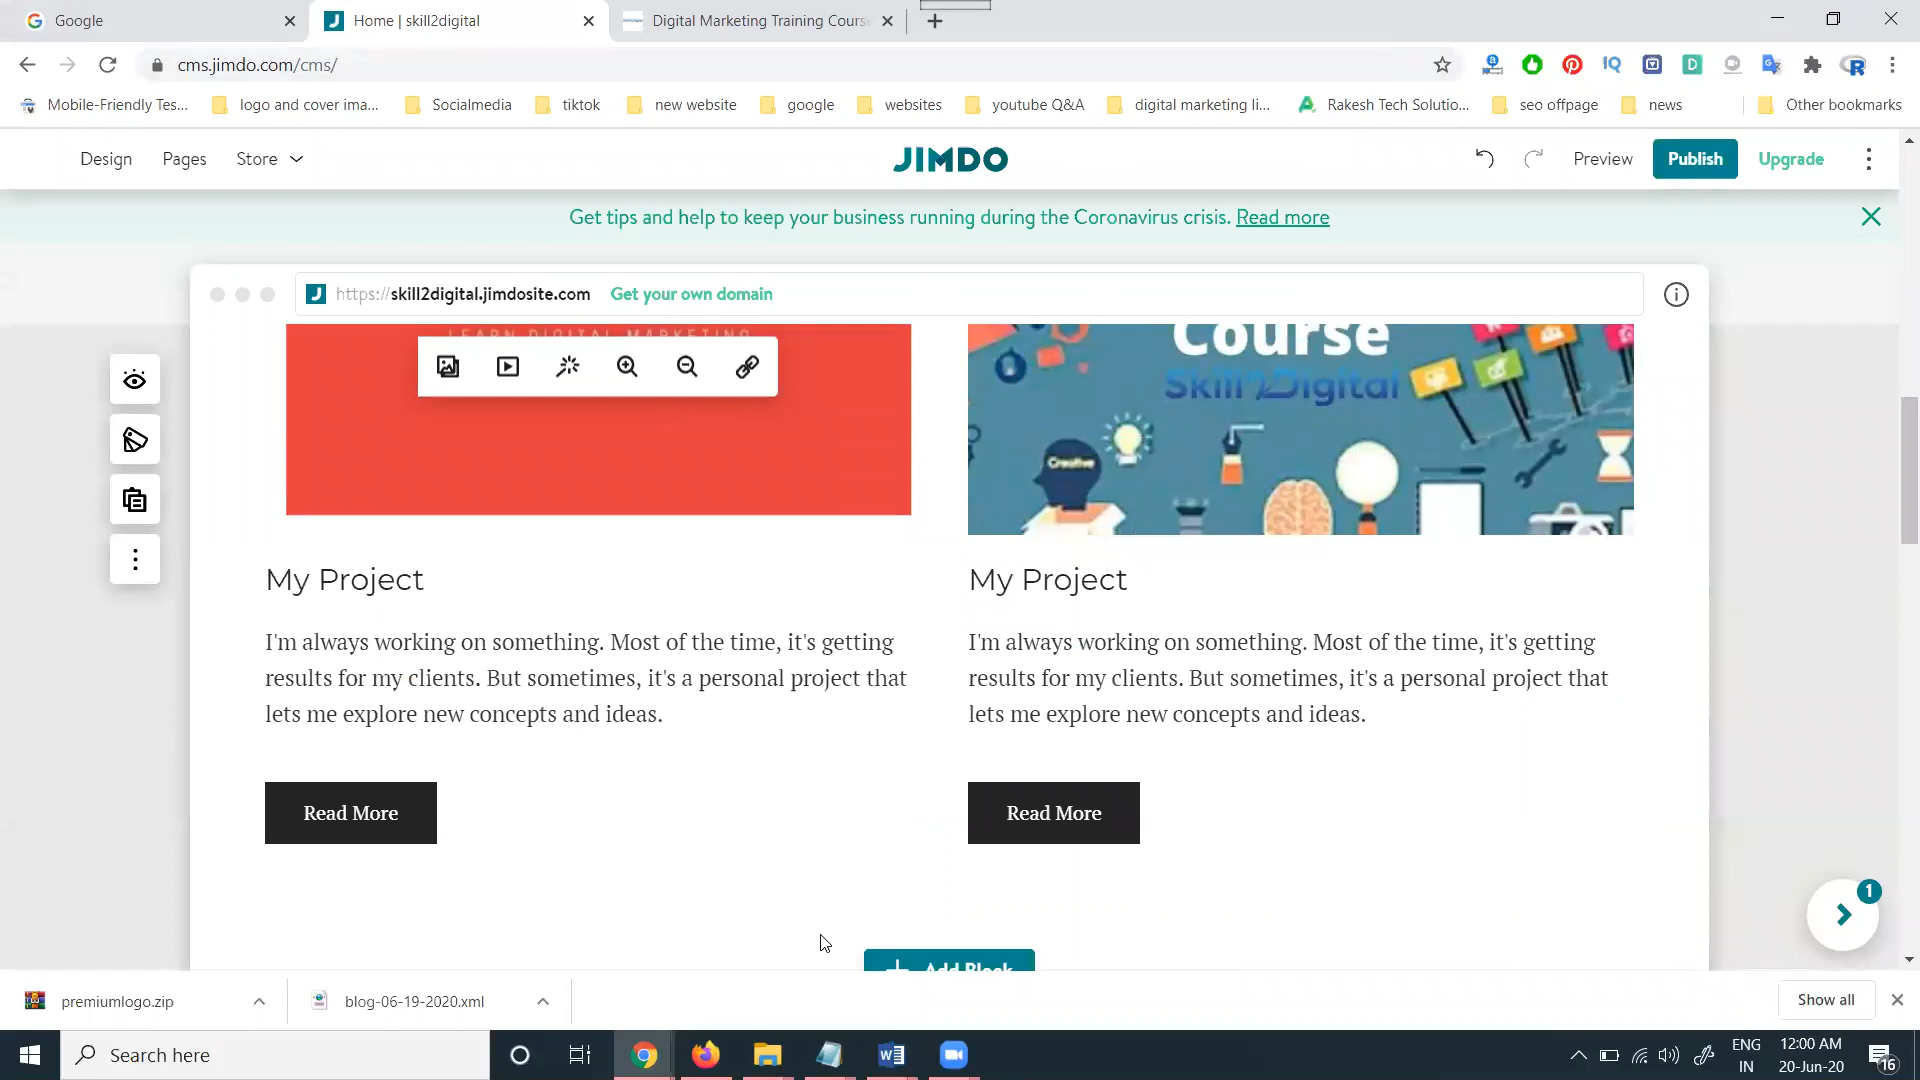 Google
Home | skill2digital
Digital Marketing Training Cours
cms.jimdo.com/cms/
Mobile-Friendly Tes...
logo and cover ima...
Socialmedia
tiktok
new website
google
websites
youtube Q&A
digital marketing li...
Rakesh Tech Solutio...
seo offpage
news
Other bookmarks
Design
Pages
Store
JIMDO
Preview
Publish
Upgrade
Get tips and help to keep your business running during the Coronavirus crisis. Read more
https://skill2digital.jimdosite.com
Get your own domain
LEARN DIGITAL MARKETING
Course
Skill2Digital
Creative
My Project
I'm always working on something. Most of the time, it's getting
results for my clients. But sometimes, it's a personal project that
lets me explore new concepts and ideas.
Read More
My Project
I'm always working on something. Most of the time, it's getting
results for my clients. But sometimes, it's a personal project that
lets me explore new concepts and ideas.
Read More
1
Add Block
premiumlogo.zip
blog-06-19-2020.xml
Show all
Search here
ENG
IN
12:00 AM
20-Jun-20
16